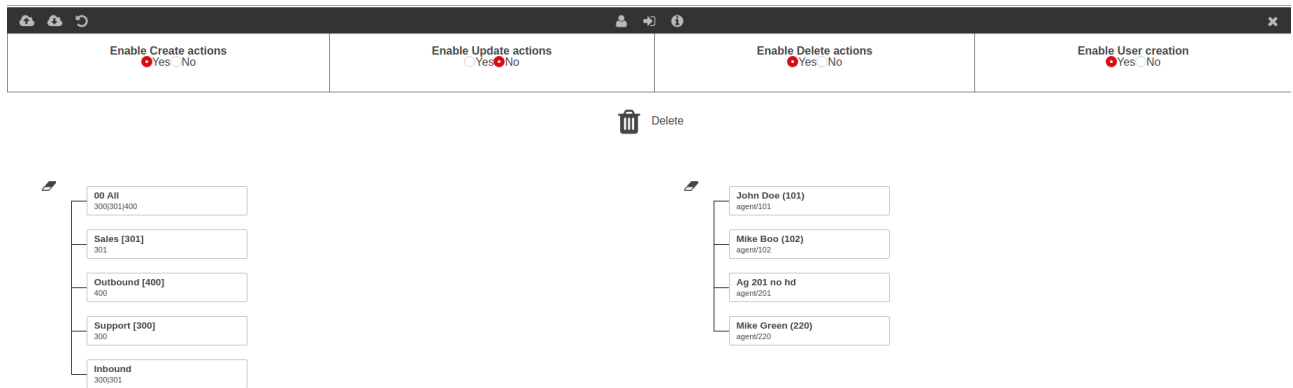 Enable Create actions
Yes No
Enable Update actions
Yes No
Enable Delete actions
Yes No
Enable User creation
Yes No
Delete
00 All
300|301|400
Sales [301]
301
Outbound [400]
400
Support [300]
300
Inbound
300|301
John Doe (101)
agent/101
Mike Boo (102)
agent/102
Ag 201 no hd
agent/201
Mike Green (220)
agent/220